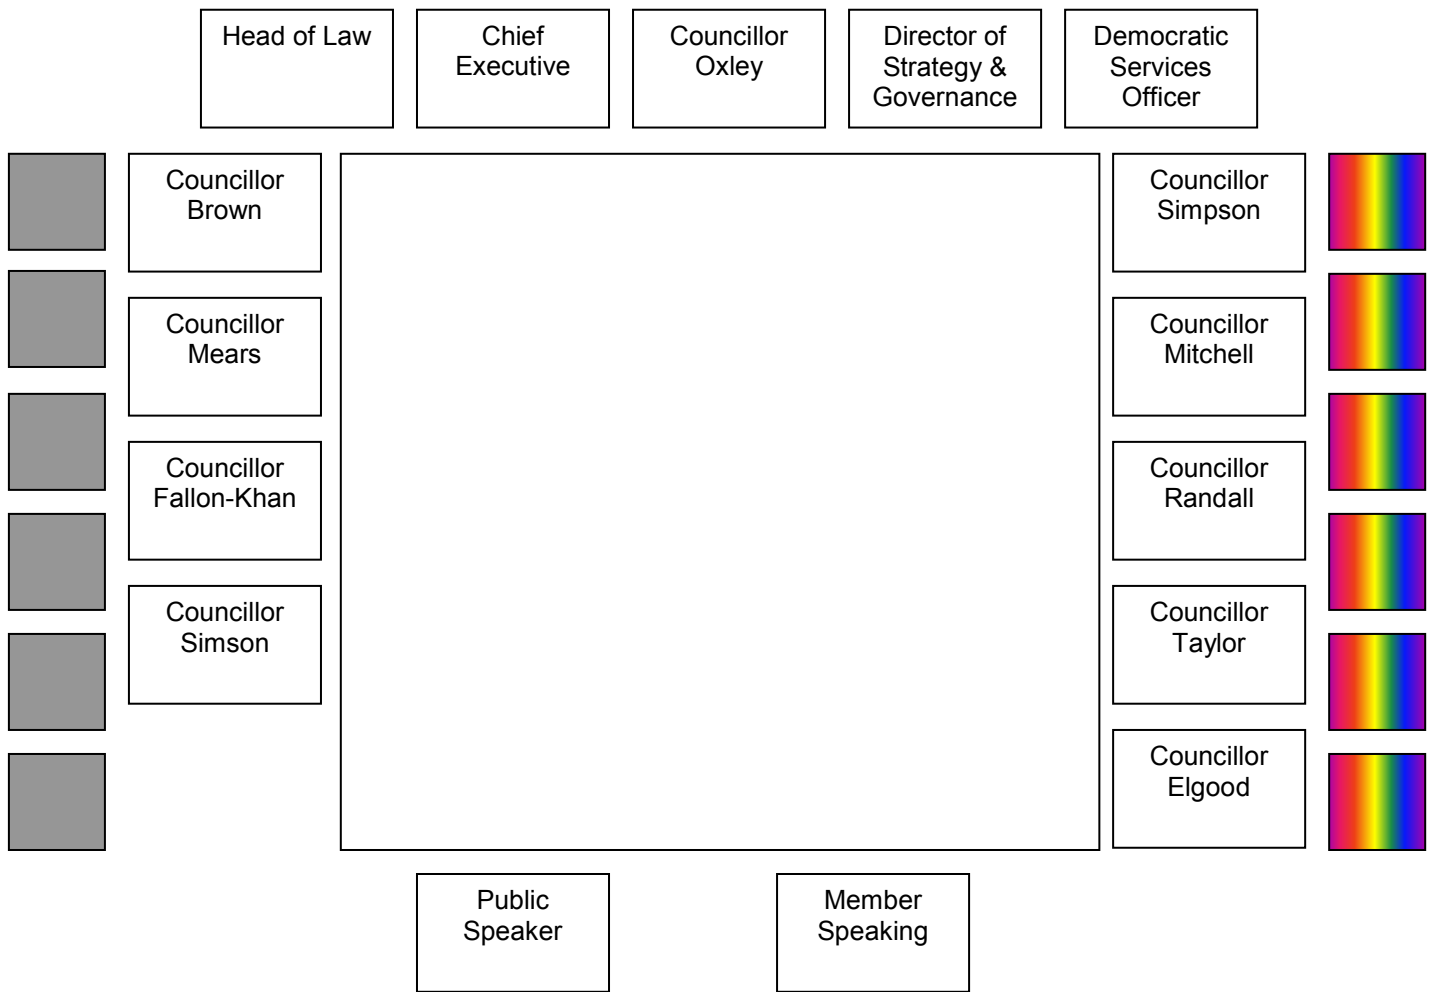 Head of Law
Chief
Executive
Councillor
Oxley
Director of
Strategy &
Governance
Democratic
Services
Officer
Councillor
Brown
Councillor
Simpson
Councillor
Mears
Councillor
Mitchell
Councillor
Fallon-Khan
Councillor
Randall
Councillor
Simson
Councillor
Taylor
Councillor
Elgood
Public
Speaker
Member
Speaking